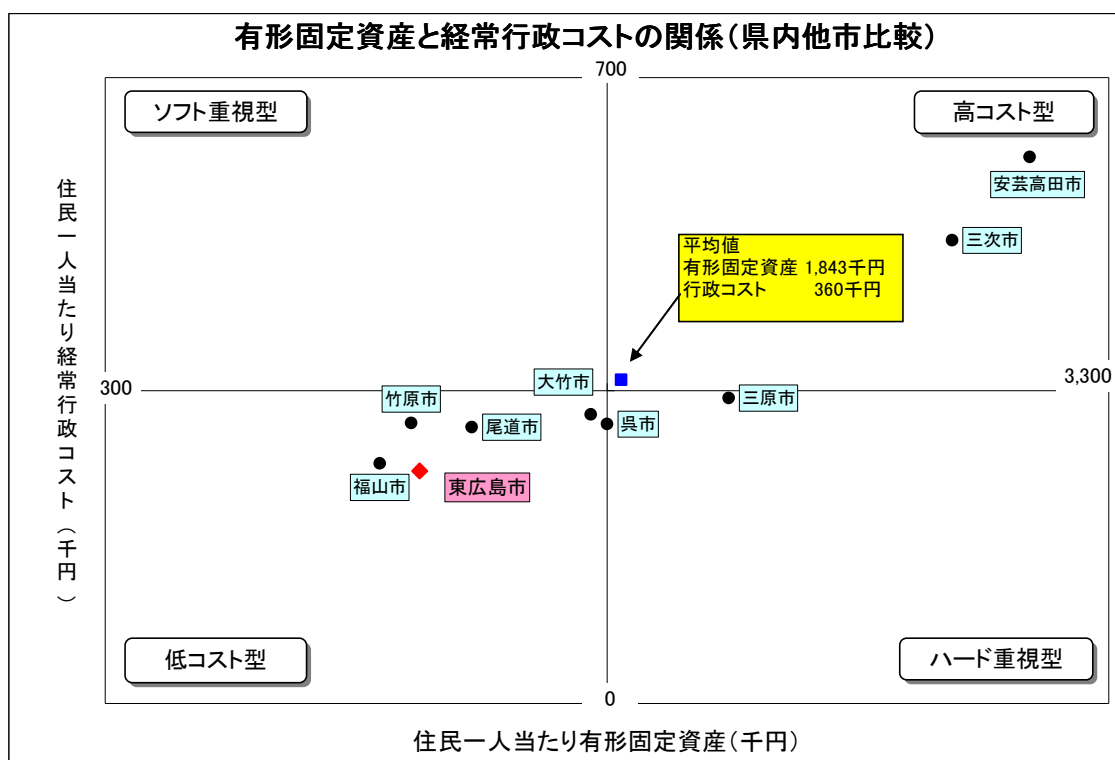 有形固定資産と経常行政コストの関係(県内他市比較)
700
ソフト重視型
高コスト型
安芸高田市
三次市
平均値
有形固定資産 1,843千円
行政コスト 360千円
住民一人当たり経常行政コスト(千円)
300
3,300
大竹市
竹原市
三原市
尾道市
呉市
福山市
東広島市
低コスト型
ハード重視型
0
住民一人当たり有形固定資産(千円)